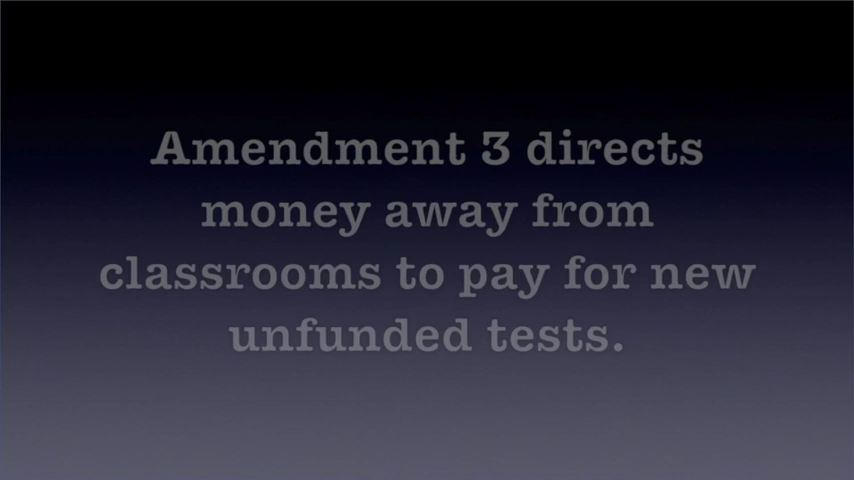 Amendment 3 directs
money away from
classrooms to pay for new
unfunded tests.